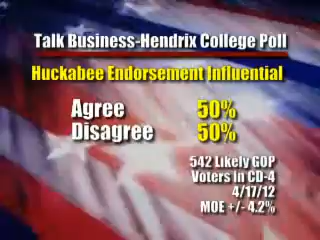 Talk Business-Hendrix College Poll
Huckabee Endorsement Influential
Agree 50%
Disagree 50%
542 Likely GOP
Voters in CD-4
4/17/12
MOE +/- 4.2%